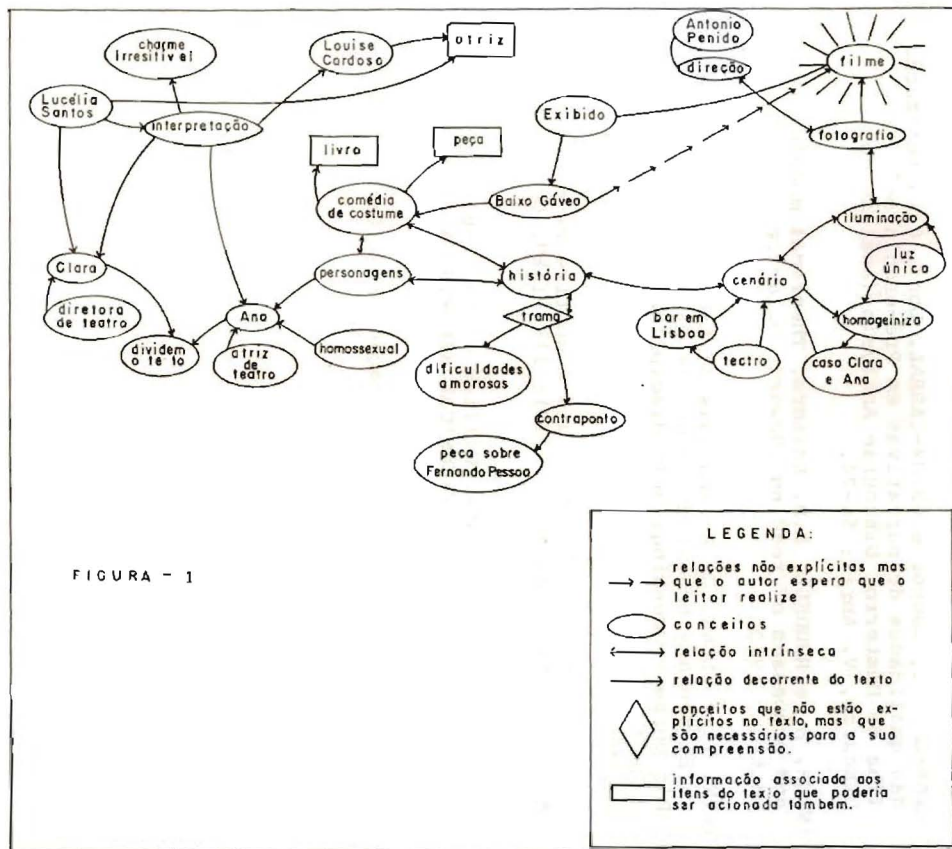 charme
irresitível
Louise
Cardoso
atriz
Antonio
Penido
filme
direção
Lucélia
Santos
interpretação
Exibido
fotografia
livro
peça
comédia
de costume
Baixo Gávea
iluminação
luz
única
Clara
personagens
história
cenário
diretora
de teatro
Ana
trama
bar em
Lisboa
homogeiniza
dividem
o teto
atriz
de
teatro
homossexual
dificuldades
amorosas
tectro
caso Clara
e Ana
contraponto
peca sobre
Fernando Pessoa
FIGURA - 1
LEGENDA:
relações não explícitas mas
que o autor espera que o
leitor realize
conceitos
relação intrínseca
relação decorrente do texto
conceitos que não estão ex-
plícitos no texto, mas que
são necessários para a sua
compreensão.
informação associada aos
itens do texto que poderia
ser acionada tambem.